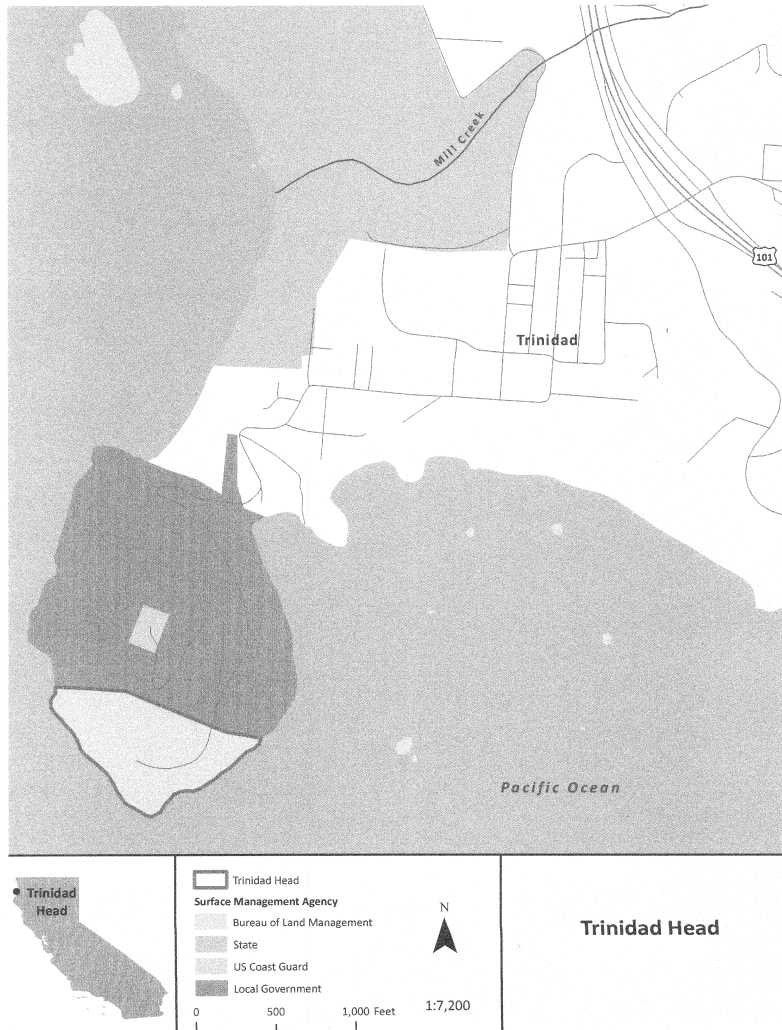 Mill Creek
101
Trinidad
Pacific Ocean
Trinidad
Head
Trinidad Head
Surface Management Agency
Bureau of Land Management
State
US Coast Guard
Local Government
0 500 1,000 Feet
N
1:7,200
Trinidad Head